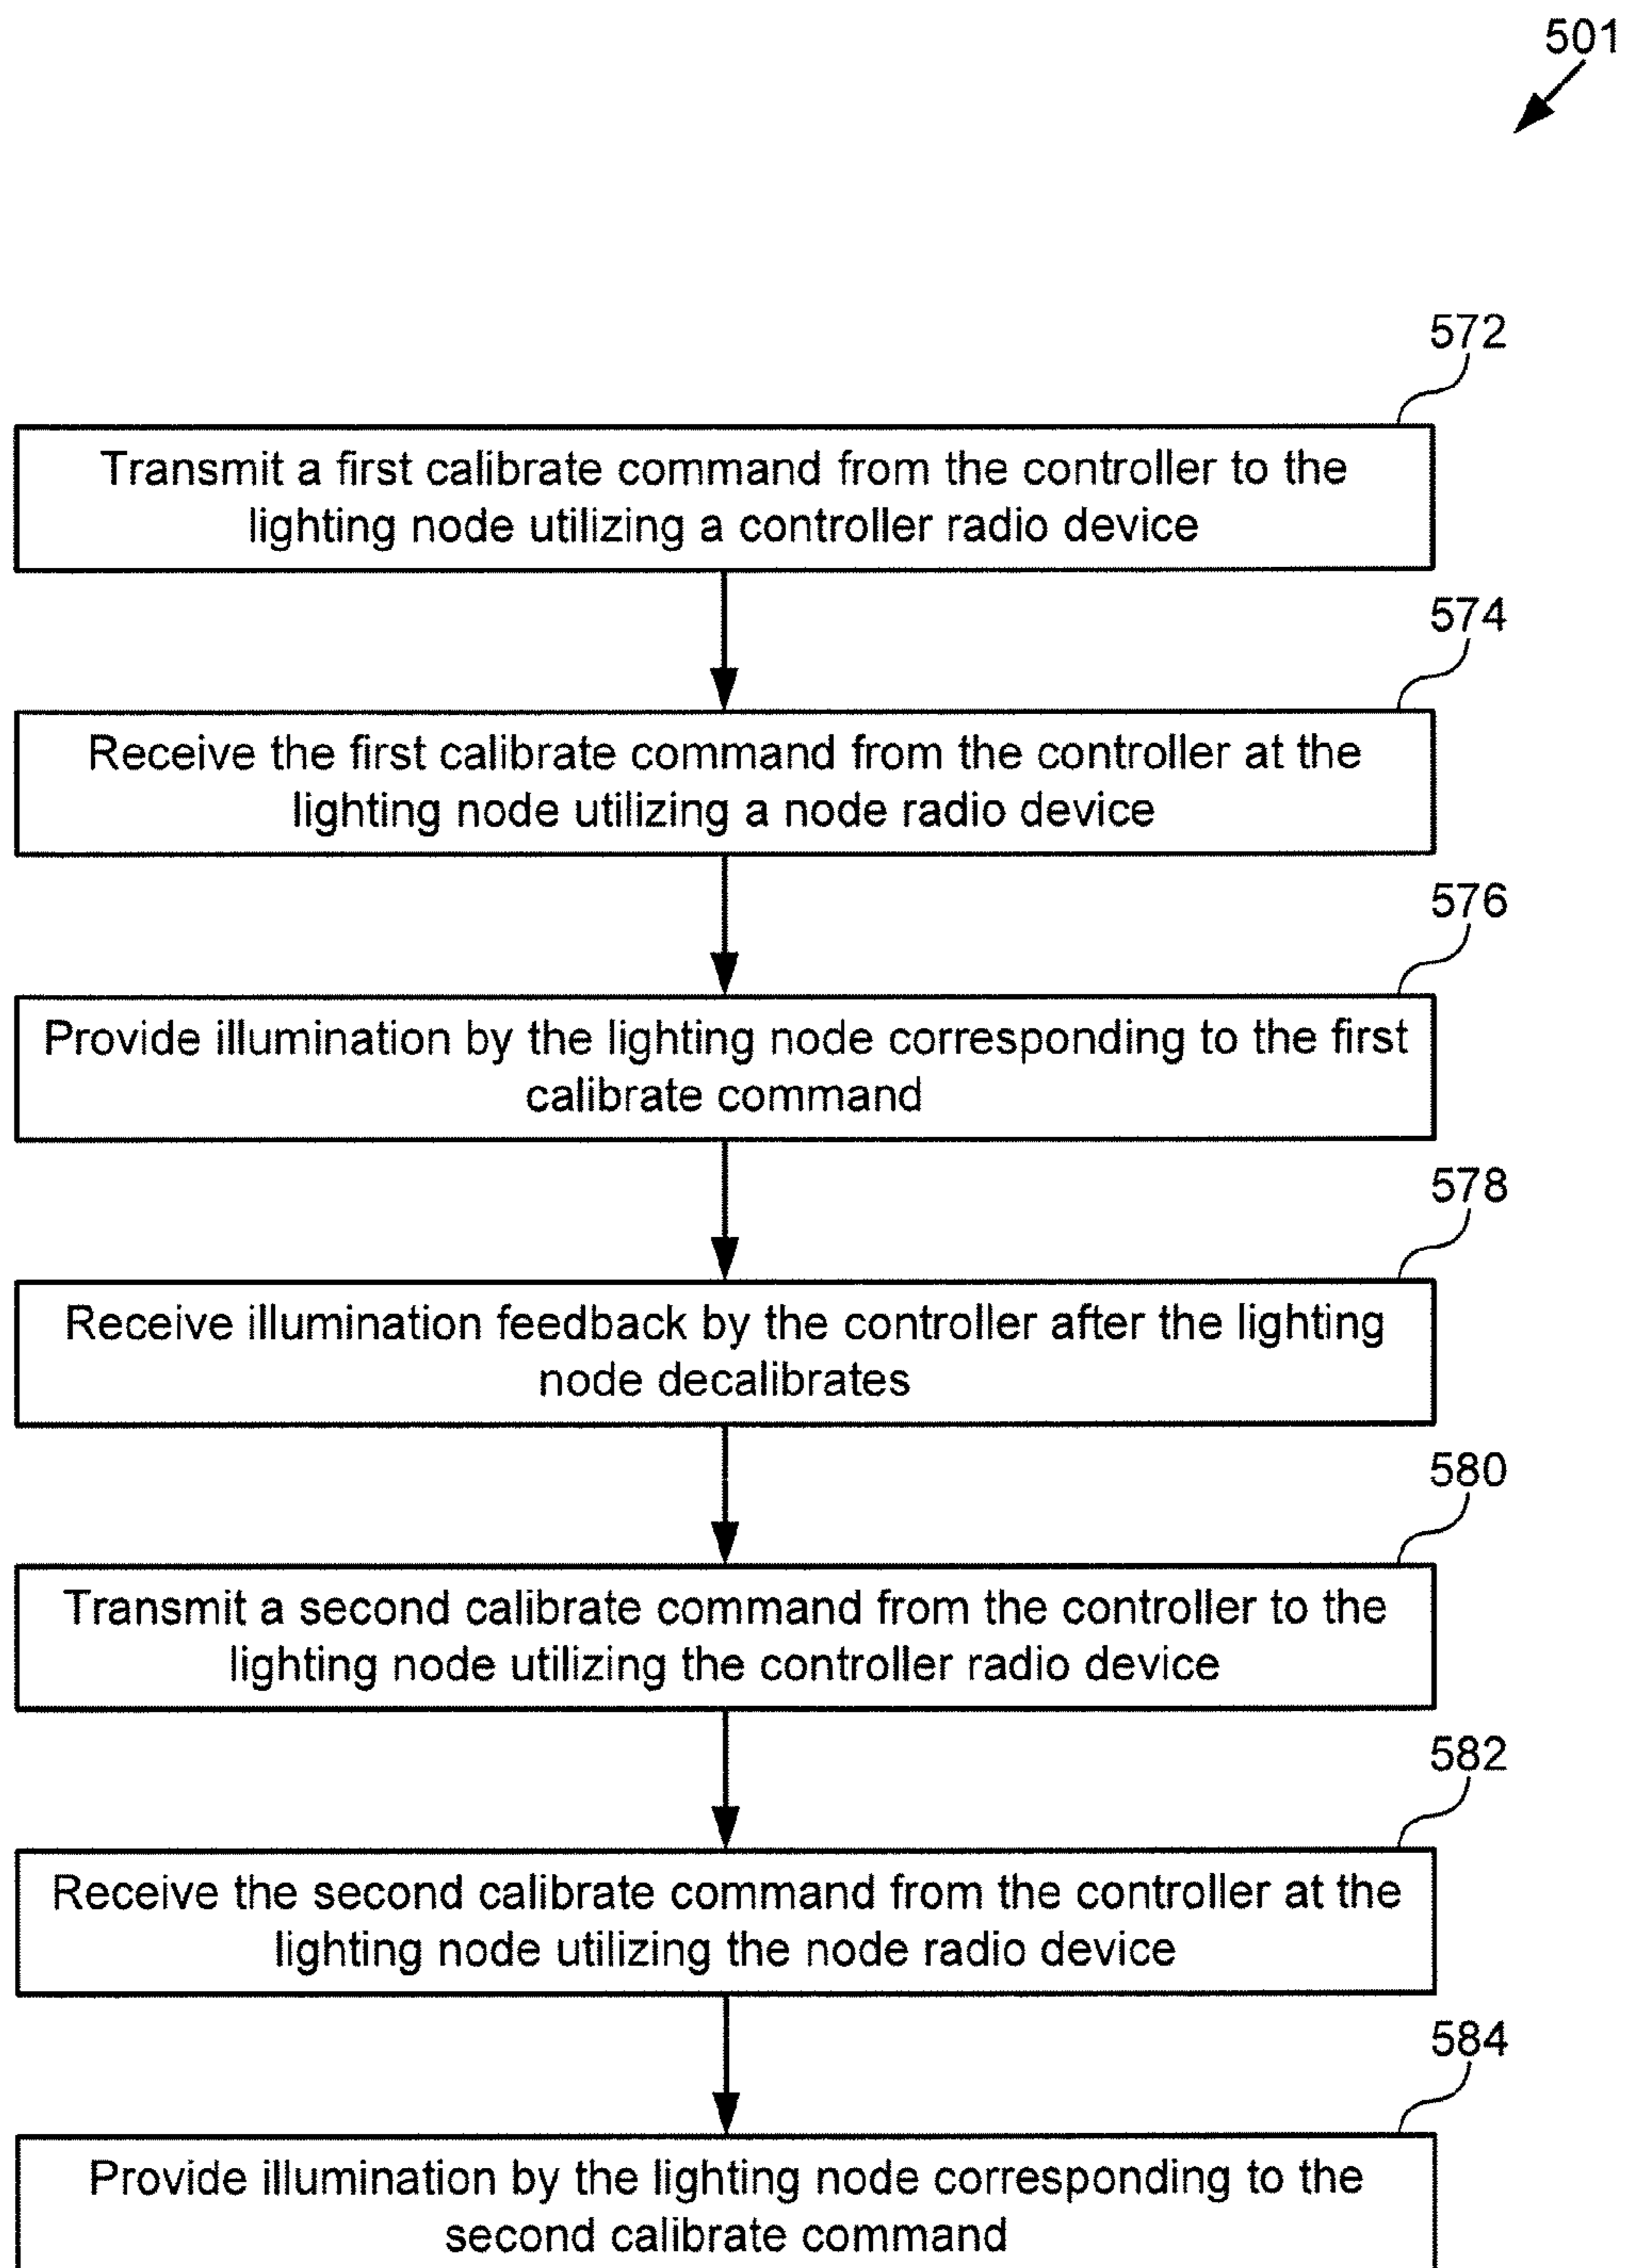 501
572
Transmit a first calibrate command from the controller to the
lighting node utilizing a controller radio device
574
Receive the first calibrate command from the controller at the
lighting node utilizing a node radio device
576
Provide illumination by the lighting node corresponding to the first
calibrate command
578
Receive illumination feedback by the controller after the lighting
node decalibrates
580
Transmit a second calibrate command from the controller to the
lighting node utilizing the controller radio device
582
Receive the second calibrate command from the controller at the
lighting node utilizing the node radio device
584
Provide illumination by the lighting node corresponding to the
second calibrate command